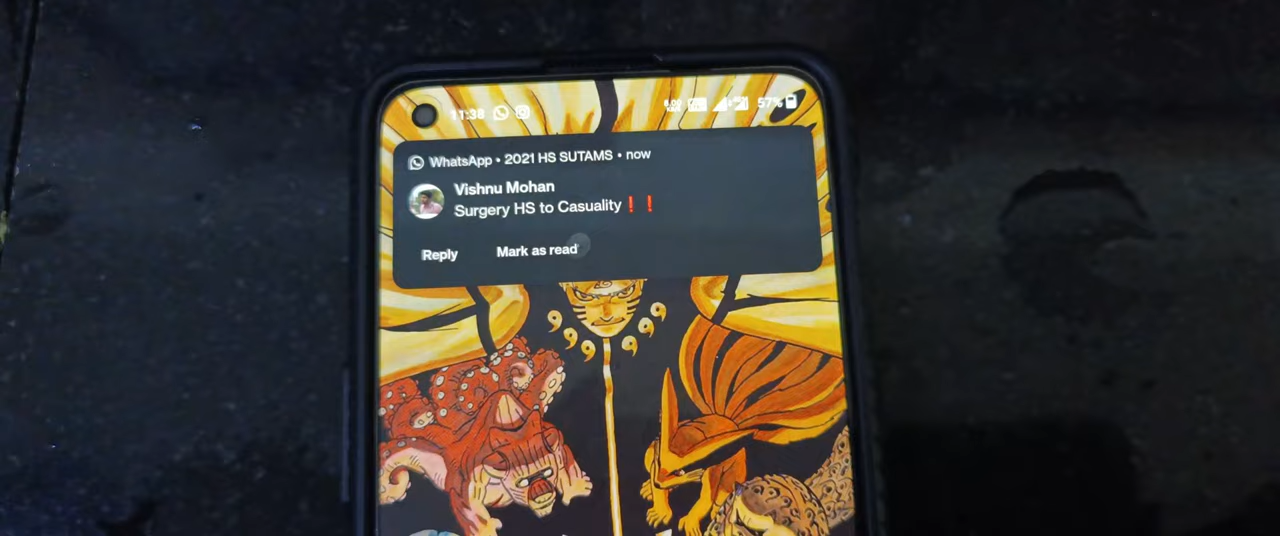 11:38 57%
WhatsApp • 2021 HS SUTAMS • now
Vishnu Mohan
Surgery HS to Casuality❗❗
Reply Mark as read